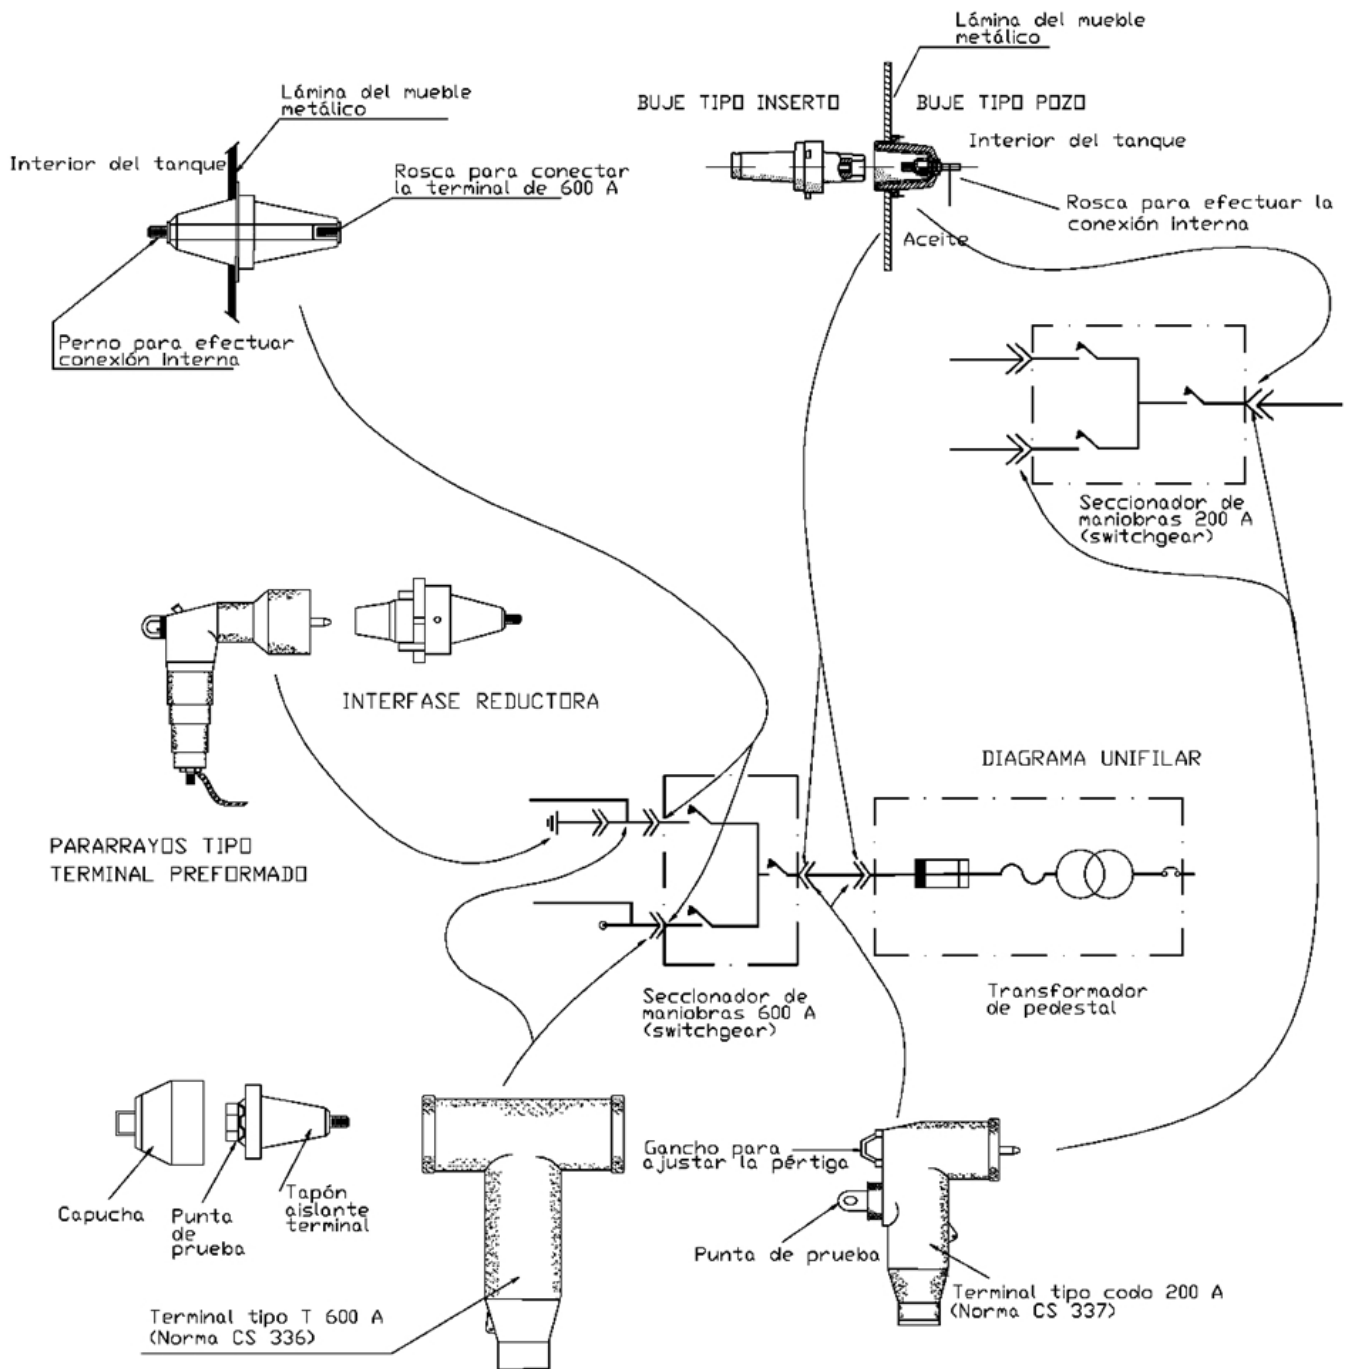 Lámina del mueble
metálico
BUJE TIPO INSERTO
BUJE TIPO POZO
Lámina del mueble
metálico
Interior del tanque
Rosca para conectar
la terminal de 600 A
Interior del tanque
Rosca para efectuar la
conexión interna
Aceite
Perno para efectuar
conexión interna
Seccionador de
maniobras 200 A
(switchgear)
INTERFASE REDUCTORA
DIAGRAMA UNIFILAR
PARARRAYOS TIPO
TERMINAL PREFORMADO
Seccionador de
maniobras 600 A
(switchgear)
Transformador
de pedestal
Gancho para
ajustar la pértiga
Capucha
Punta
de
prueba
Tapón
aislante
terminal
Punta de prueba
Terminal tipo T 600 A
(Norma CS 336)
Terminal tipo codo 200 A
(Norma CS 337)